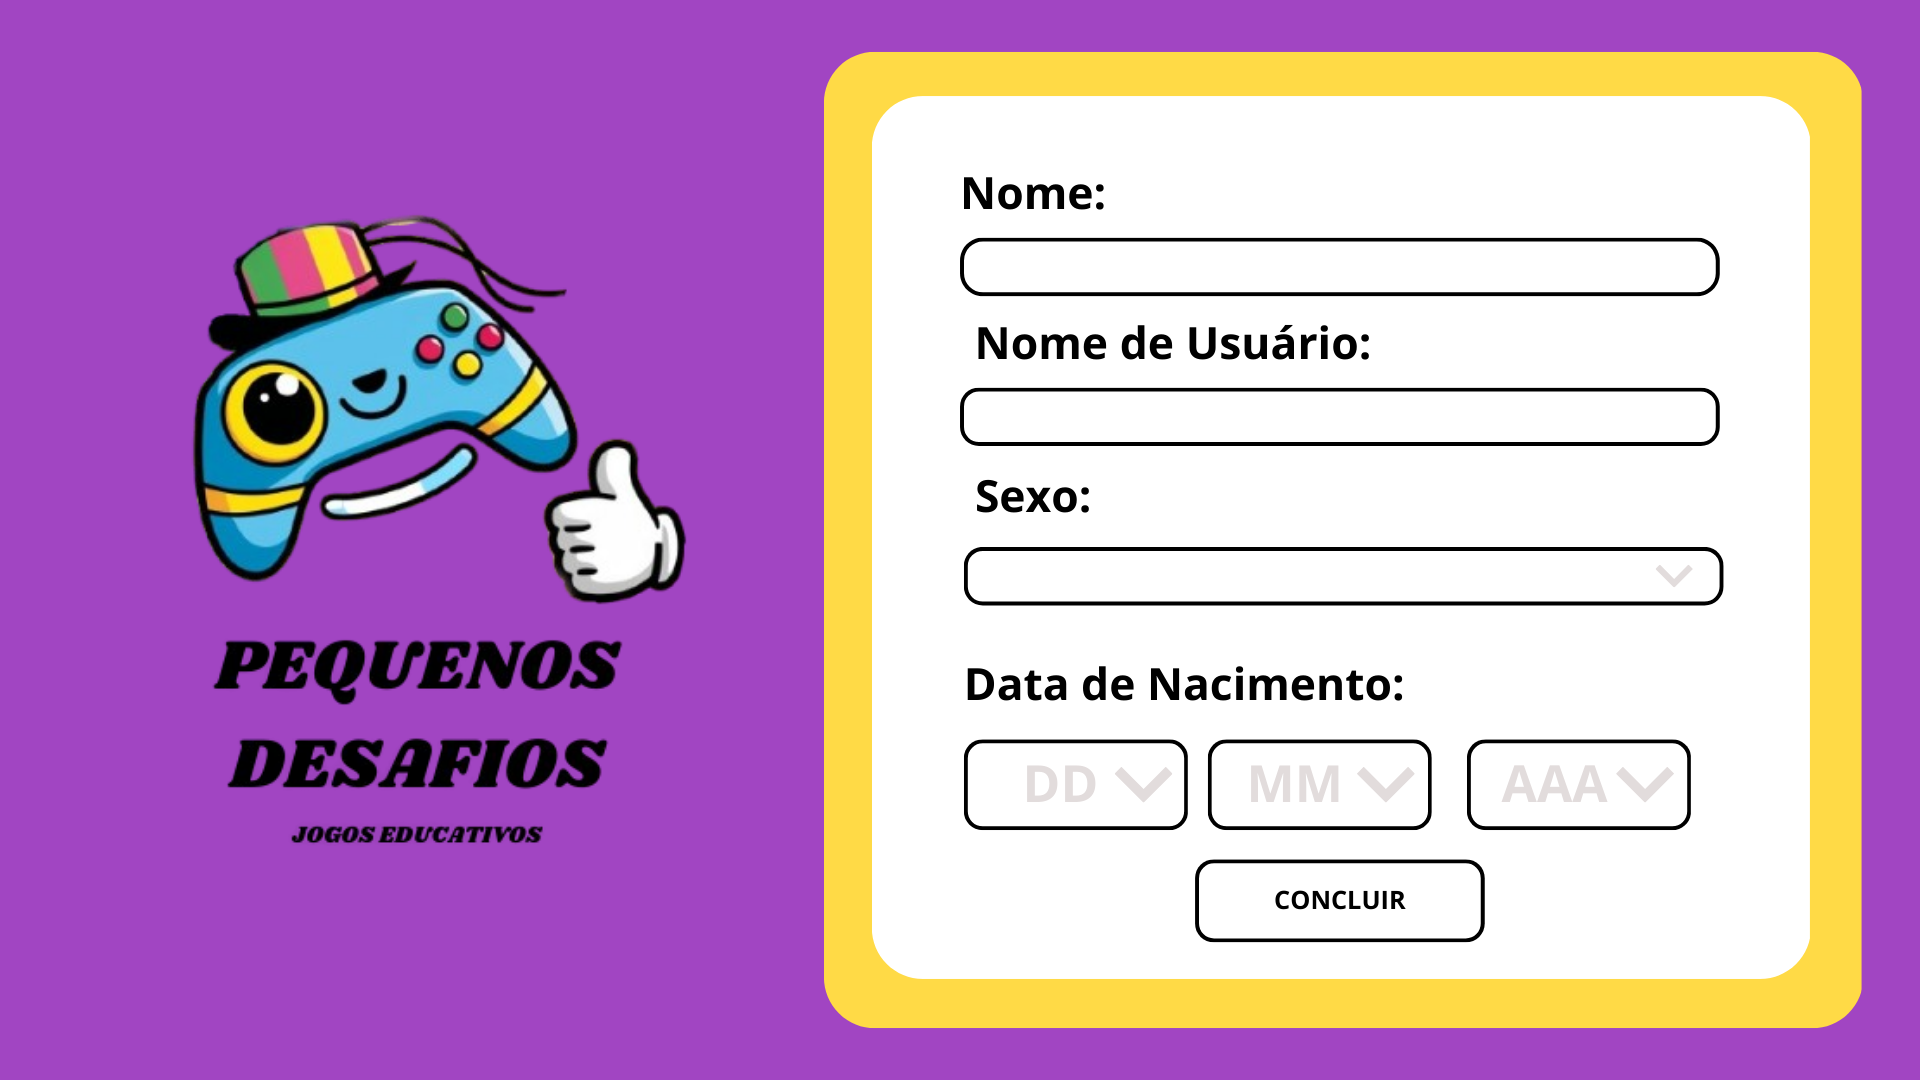 PEQUENOS
DESAFIOS
JOGOS EDUCATIVOS
Nome:
Nome de Usuário:
Sexo:
Data de Nacimento:
DD MM AAA
CONCLUIR